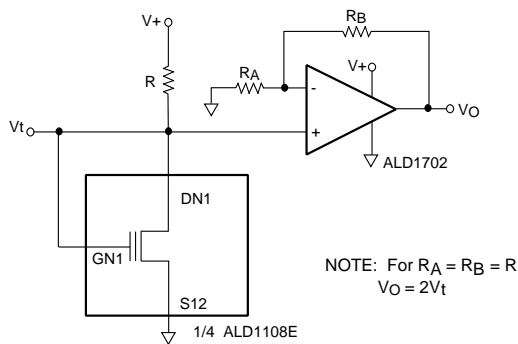 V+
RB
R
RA
V+
Vt
-
+
VO
ALD1702
DN1
GN1
S12
1/4 ALD1108E
NOTE: For RA = RB = R
VO = 2Vt